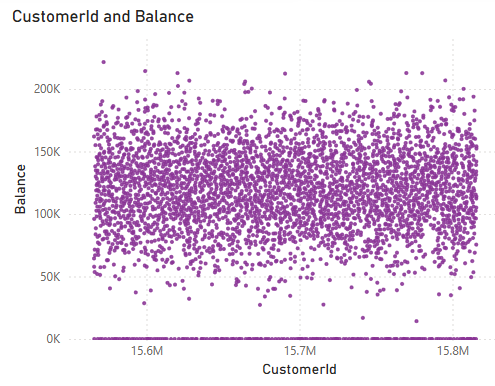 CustomerId and Balance
200K
150K
100K
50K
0K
Balance
15.6M
15.7M
15.8M
CustomerId